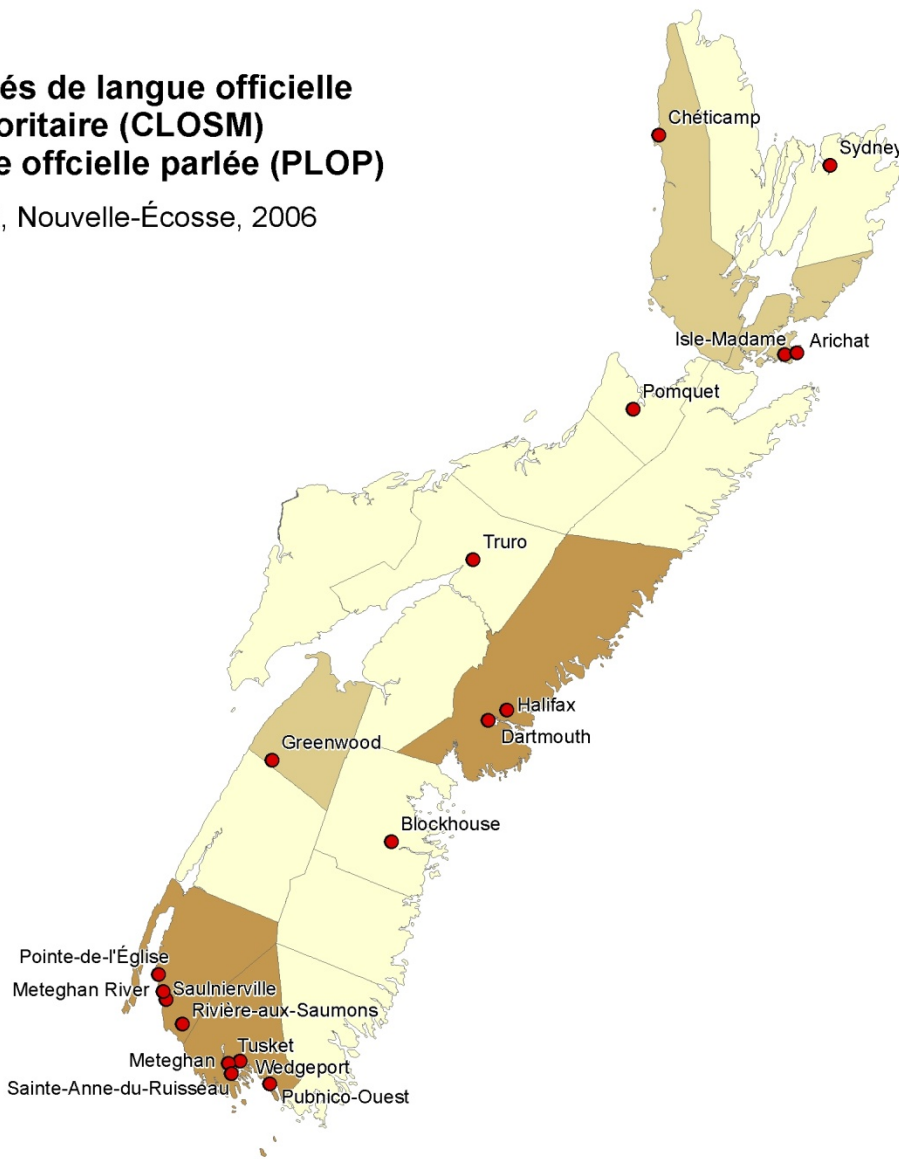 és de langue officielle
oritaire (CLOSM)
e offcielle parlée (PLOP)
, Nouvelle-Écosse, 2006
Chéticamp
Sydney
Isle-Madame
Arichat
Pomquet
Truro
Halifax
Dartmouth
Greenwood
Blockhouse
Pointe-de-l'Église
Meteghan River
Saulnierville
Rivière-aux-Saumons
Tusket
Meteghan
Wedgeport
Sainte-Anne-du-Ruisseau
Pubnico-Ouest